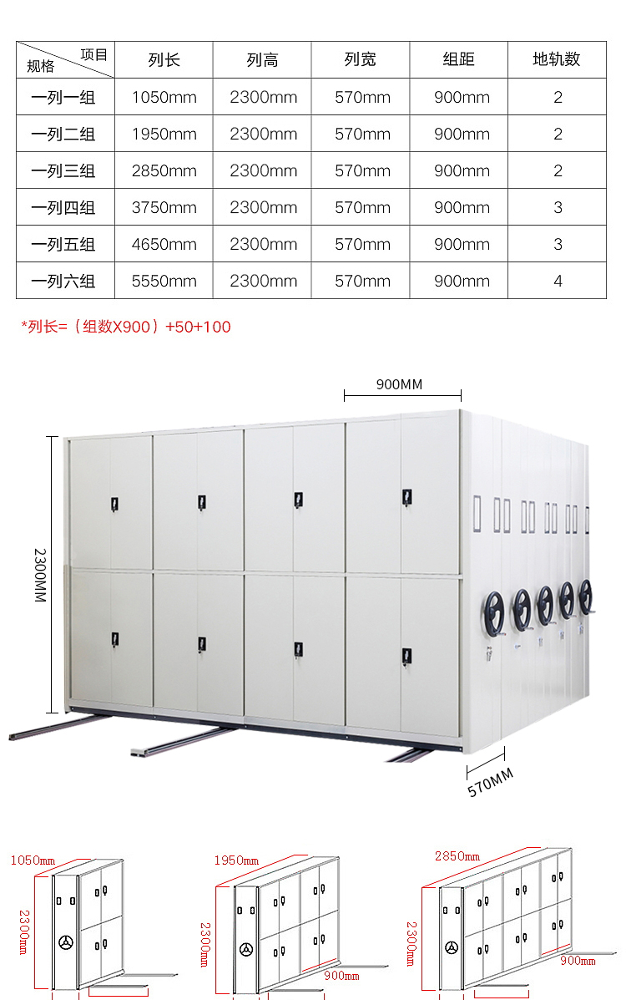 规格 项目 列长 列高 列宽 组距 地轨数
一列一组 1050mm 2300mm 570mm 900mm 2
一列二组 1950mm 2300mm 570mm 900mm 2
一列三组 2850mm 2300mm 570mm 900mm 2
一列四组 3750mm 2300mm 570mm 900mm 3
一列五组 4650mm 2300mm 570mm 900mm 3
一列六组 5550mm 2300mm 570mm 900mm 4
*列长=（组数X900）+50+100
900MM
2300MM
570MM
1050mm
2300mm
1950mm
2300mm
900mm
2850mm
2300mm
900mm